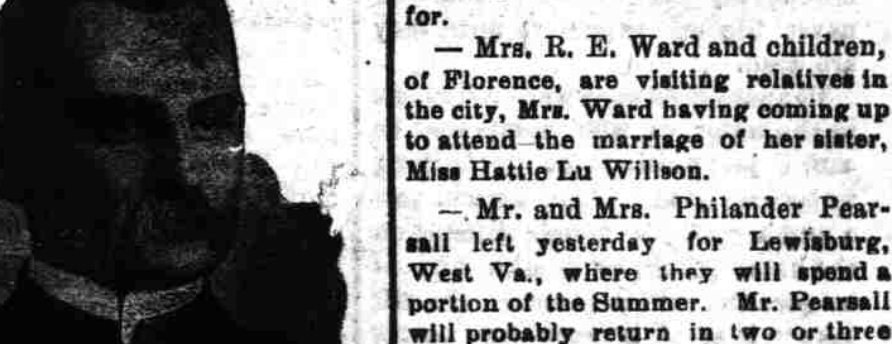 for.
— Mrs. R. E. Ward and children,
of Florence, are visiting relatives in
the city, Mrs. Ward having coming up
to attend the marriage of her sister,
Miss Hattie Lu Willson.
— Mr. and Mrs. Philander Pear-
sall left yesterday for Lewisburg,
West Va., where they will spend a
portion of the Summer. Mr. Pearsall
will probably return in two or three